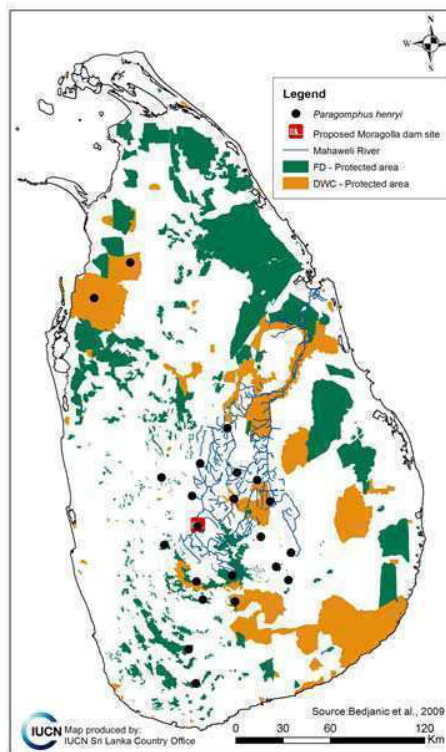 N
W
E
S
Legend
Paragomphus henryi
Proposed Moragolla dam site
Mahaweli River
FD - Protected area
DWC - Protected area
Source:Bedjanic et al., 2009
0 30 60 90 120
Km
IUCN
Map produced by:
IUCN Sri Lanka Country Office